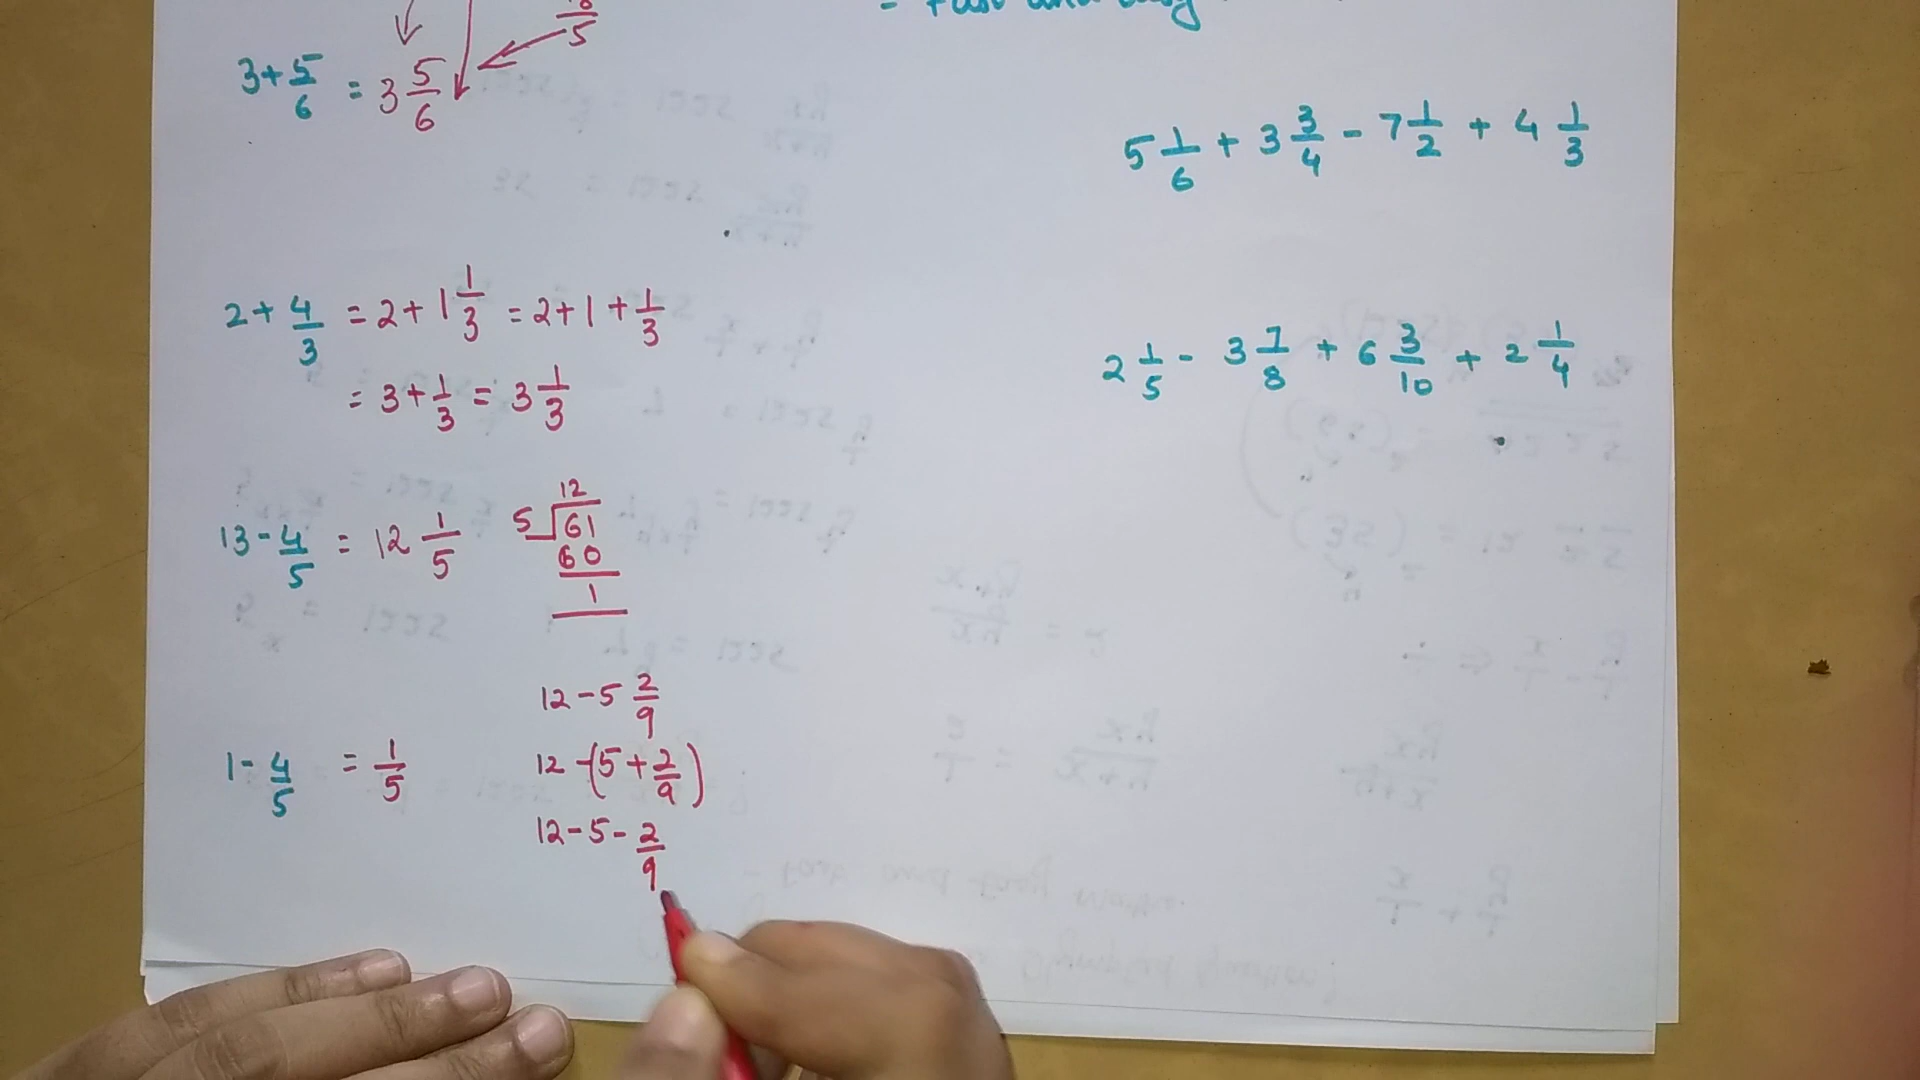 5
3 + 5/6 = 3 5/6
5 1/6 + 3 3/4 - 7 1/2 + 4 1/3
2 + 4/3 = 2 + 1 1/3 = 2 + 1 + 1/3
= 3 + 1/3 = 3 1/3
2 1/5 - 3 7/8 + 6 3/10 + 2 1/4
12
13 - 4/5 = 12 1/5 5 61
60
1
12 - 5 2/9
1 - 4/5 = 1/5 12 - (5 + 2/9)
12 - 5 - 2/9